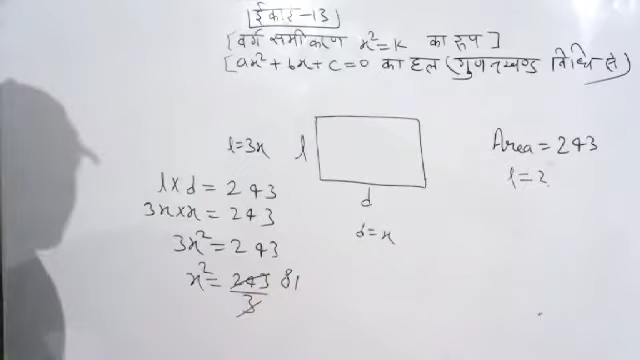 [इकाई-13]
[वर्ग समीकरण x²=k का रूप]
[ax²+bx+c=0 का हल (गुणनखण्ड विधि से)
l=3x
l
Area = 243
l=2
d
d=x
l×d = 243
3x×x = 243
3x² = 243
x² = 243/3 81